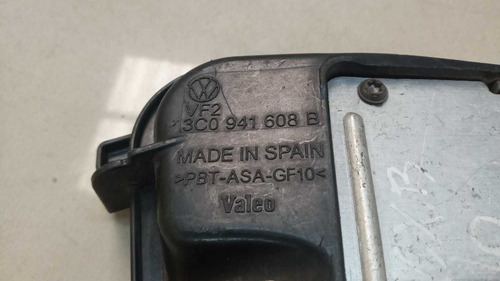 VF2
3C0 941 608 B
MADE IN SPAIN
>PBT-ASA-GF10<
Valeo